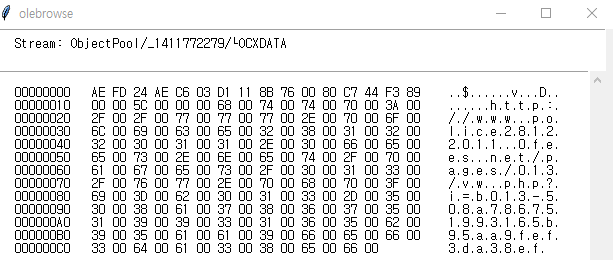 olebrowse
Stream: ObjectPool/_1411772279/└OCXDATA
00000000 AE FD 24 AE C6 03 D1 11 8B 76 00 80 C7 44 F3 89 ..$......v...D..
00000010 00 00 5C 00 00 00 68 00 74 00 74 00 70 00 3A 00 ......h.t.t.p.:.
00000020 2F 00 2F 00 77 00 77 00 77 00 2E 00 70 00 6F 00 /./.w.w.w...p.o.
00000030 6C 00 69 00 63 00 65 00 32 00 38 00 31 00 32 00 l.i.c.e.2.8.1.2.
00000040 32 00 30 00 31 00 31 00 2E 00 30 00 66 00 65 00 2.0.1.1...0.f.e.
00000050 65 00 73 00 2E 00 6E 00 65 00 74 00 2F 00 70 00 e.s...n.e.t./.p.
00000060 61 00 67 00 65 00 73 00 2F 00 30 00 31 00 33 00 a.g.e.s./.0.1.3.
00000070 2F 00 76 00 77 00 2E 00 70 00 68 00 70 00 3F 00 /.v.w...p.h.p.?.
00000080 69 00 3D 00 62 00 30 00 31 00 33 00 2D 00 35 00 i.=.b.0.1.3.-.5.
00000090 30 00 38 00 61 00 37 00 38 00 36 00 37 00 35 00 0.8.a.7.8.6.7.5.
000000A0 31 00 39 00 39 00 33 00 31 00 36 00 35 00 62 00 1.9.9.3.1.6.5.b.
000000B0 39 00 35 00 61 00 61 00 39 00 66 00 65 00 66 00 9.5.a.a.9.f.e.f.
000000C0 33 00 64 00 61 00 33 00 38 00 65 00 66 00 3.d.a.3.8.e.f.